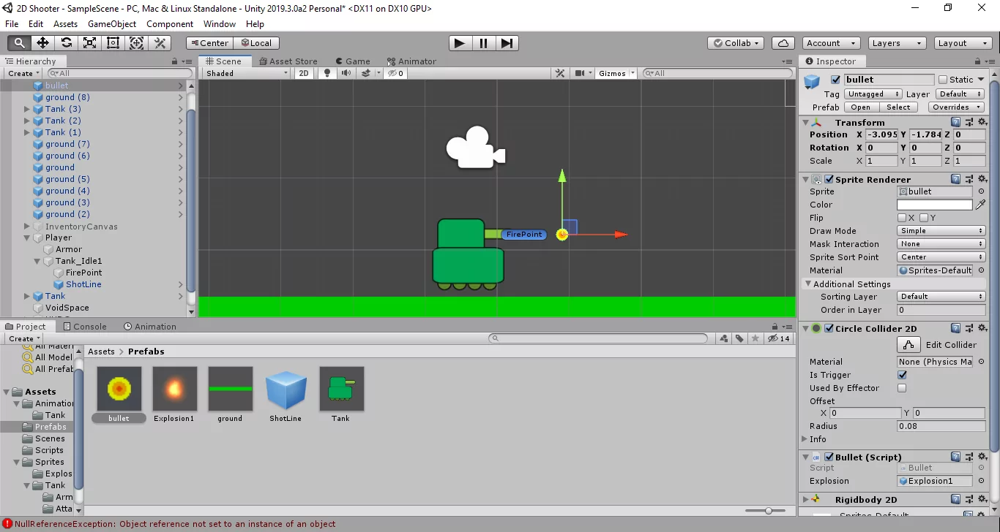 2D Shooter - SampleScene - PC, Mac & Linux Standalone - Unity 2019.3.0a2 Personal* <DX11 on DX10 GPU>
File Edit Assets GameObject Component Window Help
Center Local Collab Account Layers Layout
Hierarchy
Create All
bullet
ground (8)
Tank (3)
Tank (2)
Tank (1)
ground (7)
ground (6)
ground
ground (5)
ground (4)
ground (3)
ground (2)
InventoryCanvas
Player
Armor
Tank_Idle1
FirePoint
ShotLine
Tank
VoidSpace
Scene Asset Store Game Animator
Shaded 2D 0 Gizmos All
FirePoint
Inspector
bullet Static
Tag Untagged Layer Default
Prefab Open Select Overrides
Transform
Position X -3.095 Y -1.784 Z 0
Rotation X 0 Y 0 Z 0
Scale X 1 Y 1 Z 1
Sprite Renderer
Sprite bullet
Color
Flip X Y
Draw Mode Simple
Mask Interaction None
Sprite Sort Point Center
Material Sprites-Default
Additional Settings
Sorting Layer Default
Order in Layer 0
Circle Collider 2D
Edit Collider
Material None (Physics Ma
Is Trigger
Used By Effector
Offset
X 0 Y 0
Radius 0.08
Info
Bullet (Script)
Script Bullet
Explosion Explosion1
Rigidbody 2D
Sprites-Default
Project Console Animation
Create 14
All Mater
All Model
All Prefab
Assets
Animation
Tank
Prefabs
Scenes
Scripts
Sprites
Explos
Tank
Arm
Atta
Assets > Prefabs
bullet Explosion1 ground ShotLine Tank
NullReferenceException: Object reference not set to an instance of an object